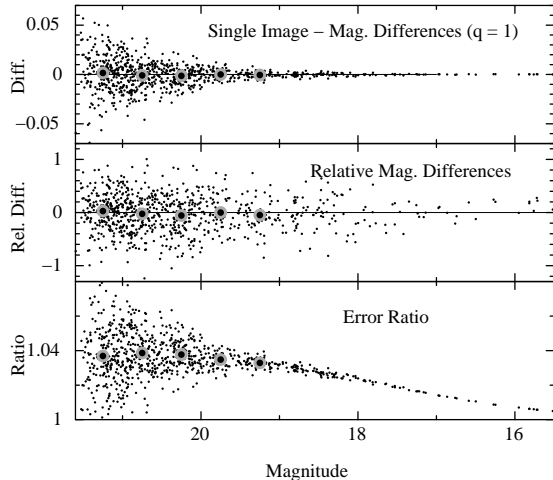 Single Image – Mag. Differences (q = 1)
0.05
0
−0.05
Diff.
Relative Mag. Differences
1
0
−1
Rel. Diff.
Error Ratio
1.04
1
Ratio
20 18 16
Magnitude